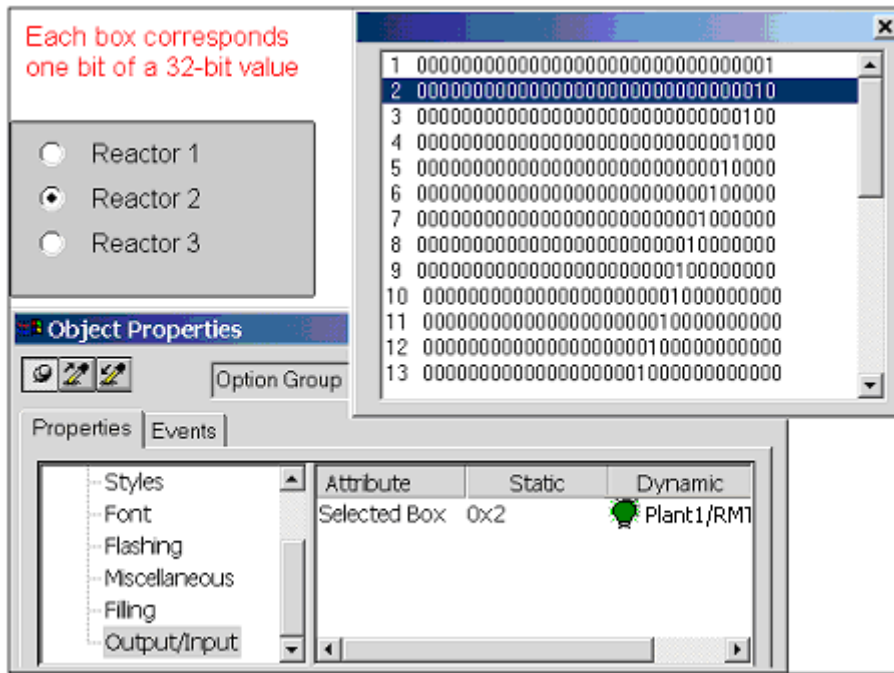 Each box corresponds
one bit of a 32-bit value
Reactor 1
Reactor 2
Reactor 3
1 00000000000000000000000000000001
2 00000000000000000000000000000010
3 00000000000000000000000000000100
4 00000000000000000000000000001000
5 00000000000000000000000000010000
6 00000000000000000000000000100000
7 00000000000000000000000001000000
8 00000000000000000000000010000000
9 00000000000000000000000100000000
10 00000000000000000000001000000000
11 00000000000000000000010000000000
12 00000000000000000000100000000000
13 00000000000000000001000000000000
Object Properties
Option Group
Properties Events
Styles
Font
Flashing
Miscellaneous
Filling
Output/Input
Attribute Static Dynamic
Selected Box 0x2 Plant1/RM1